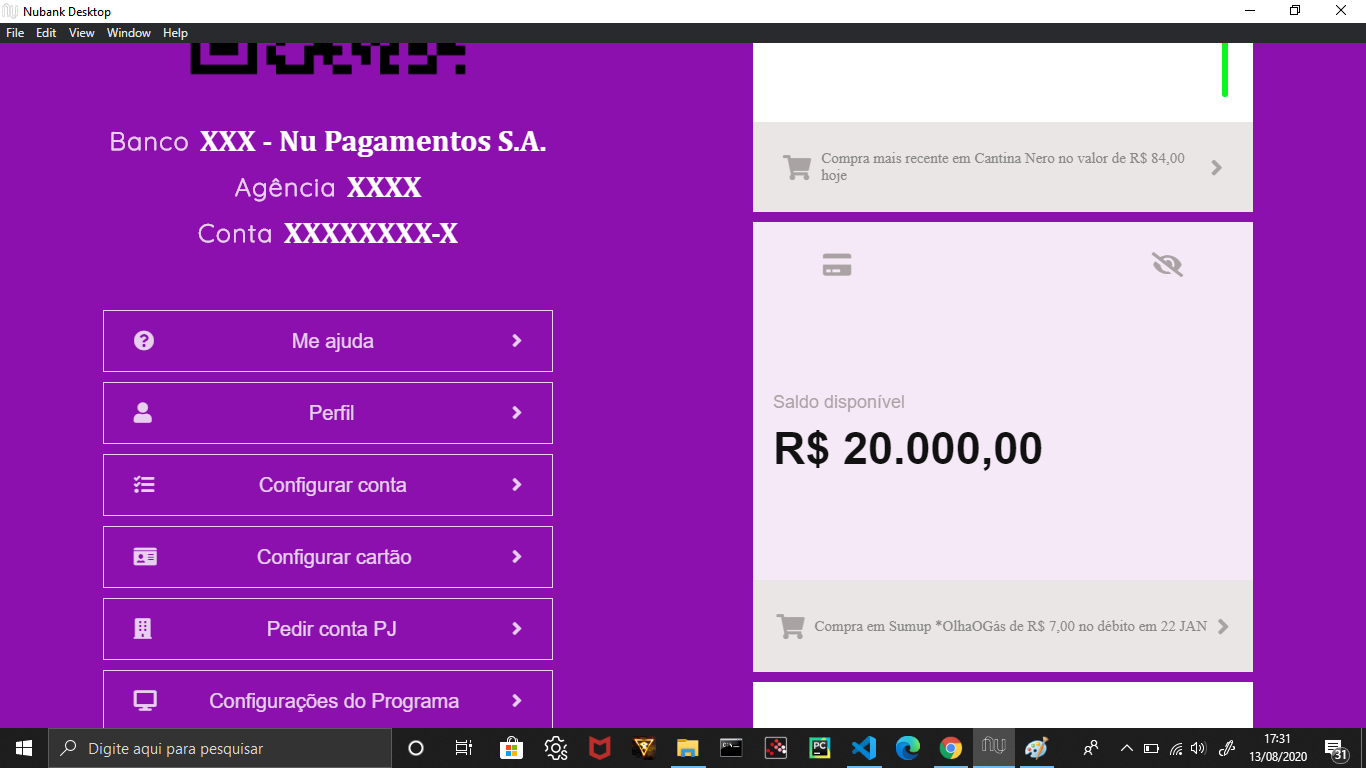 Nubank Desktop
File Edit View Window Help
Banco XXX - Nu Pagamentos S.A.
Agência XXXX
Conta XXXXXXXX-X
Me ajuda
Perfil
Configurar conta
Configurar cartão
Pedir conta PJ
Configurações do Programa
Compra mais recente em Cantina Nero no valor de R$ 84,00
hoje
Saldo disponível
R$ 20.000,00
Compra em Sumup *OlhaOGás de R$ 7,00 no débito em 22 JAN
Digite aqui para pesquisar
PC
17:31
13/08/2020
31